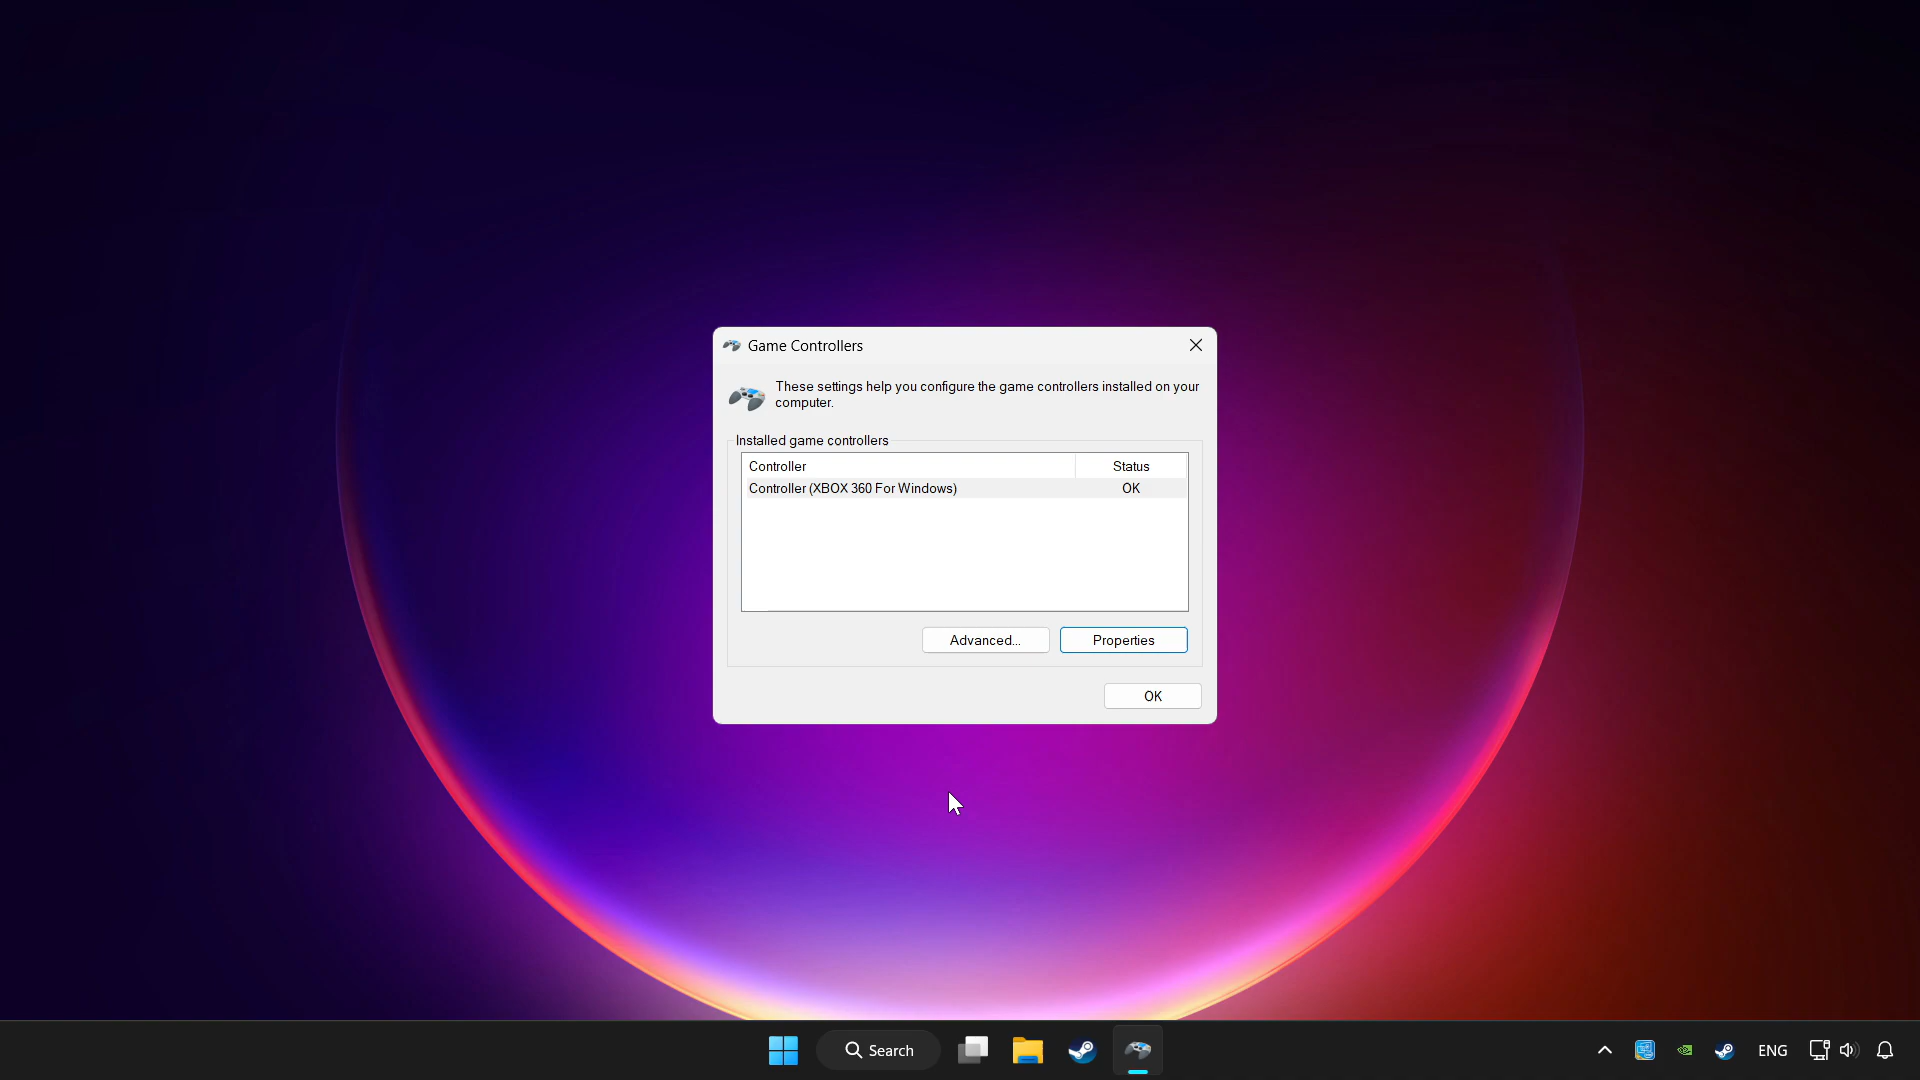 Game Controllers
These settings help you configure the game controllers installed on your
computer.
Installed game controllers
Controller Status
Controller (XBOX 360 For Windows) OK
Advanced... Properties
OK
Search
ENG